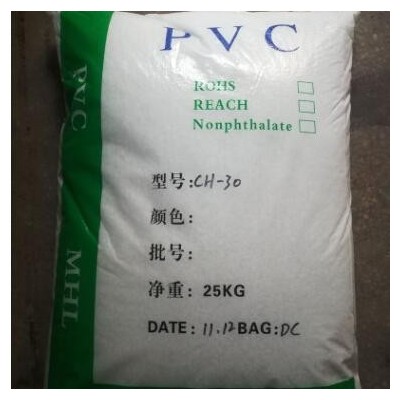 PVC
ROHS
REACH
Nonphthalate
型号:CH-30
颜色:
批号:
净重: 25KG
DATE: 11.12 BAG: DC
PVC
MHL